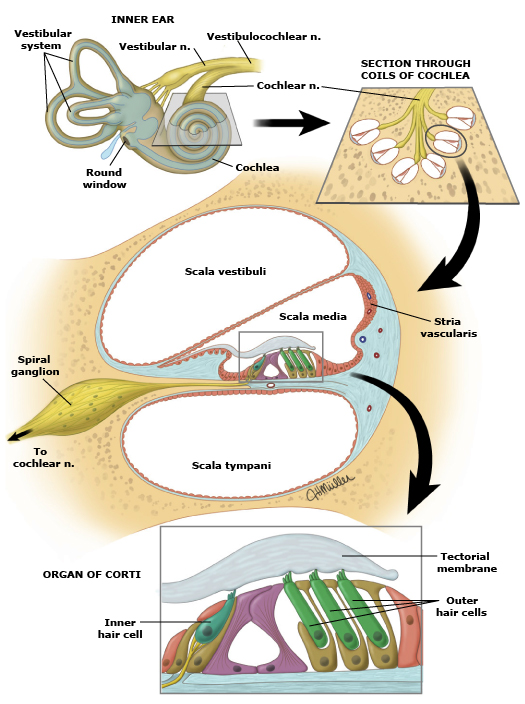 INNER EAR
Vestibular
system
Vestibular n.
Vestibulocochlear n.
Cochlear n.
SECTION THROUGH
COILS OF COCHLEA
Round
window
Cochlea
Scala vestibuli
Scala media
Stria
vascularis
Spiral
ganglion
To
cochlear n.
Scala tympani
JHMüller
ORGAN OF CORTI
Tectorial
membrane
Inner
hair cell
Outer
hair cells